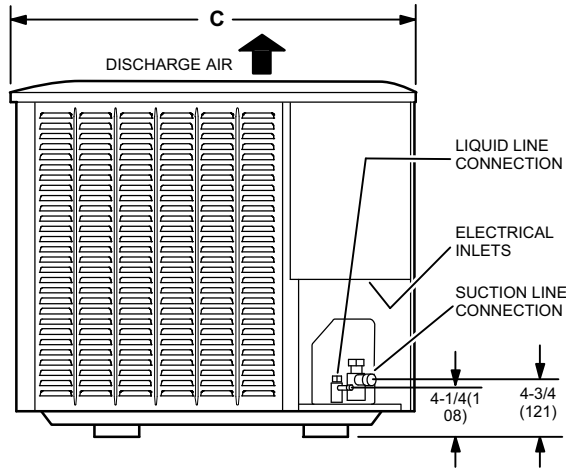 C
DISCHARGE AIR
LIQUID LINE
CONNECTION
ELECTRICAL
INLETS
SUCTION LINE
CONNECTION
4-1/4(1
08)
4-3/4
(121)